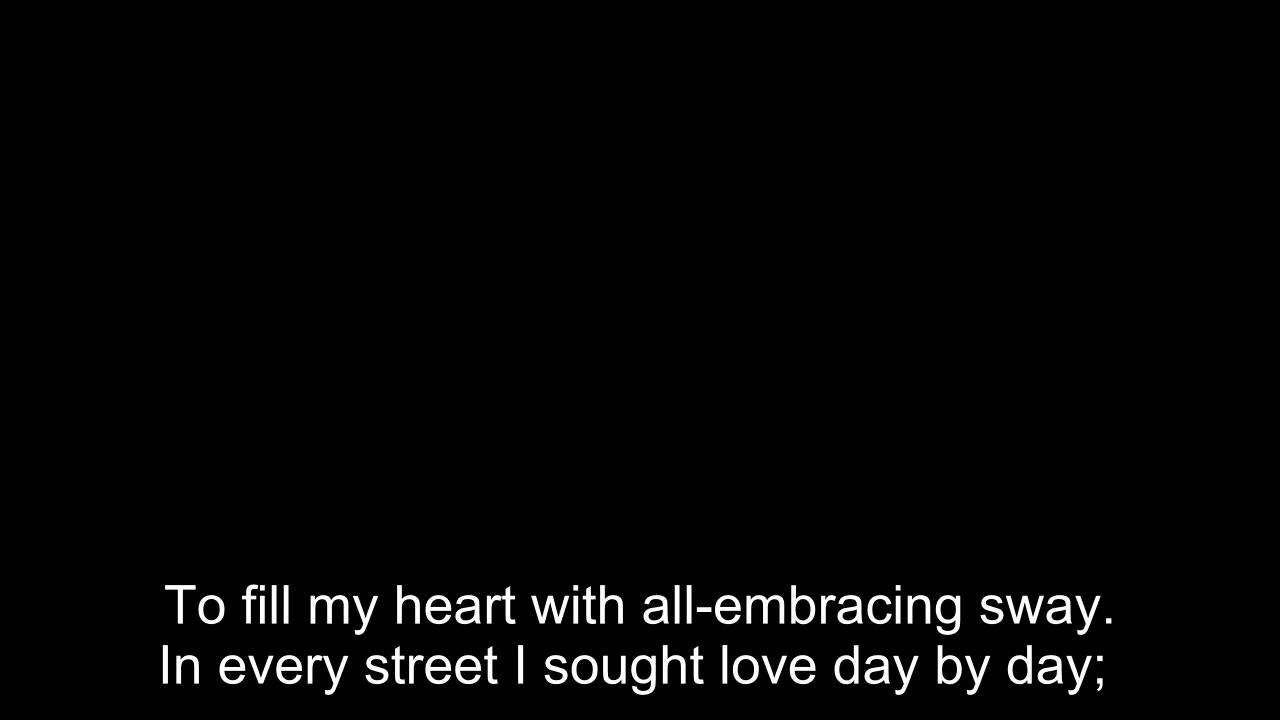 To fill my heart with all-embracing sway.
In every street I sought love day by day;